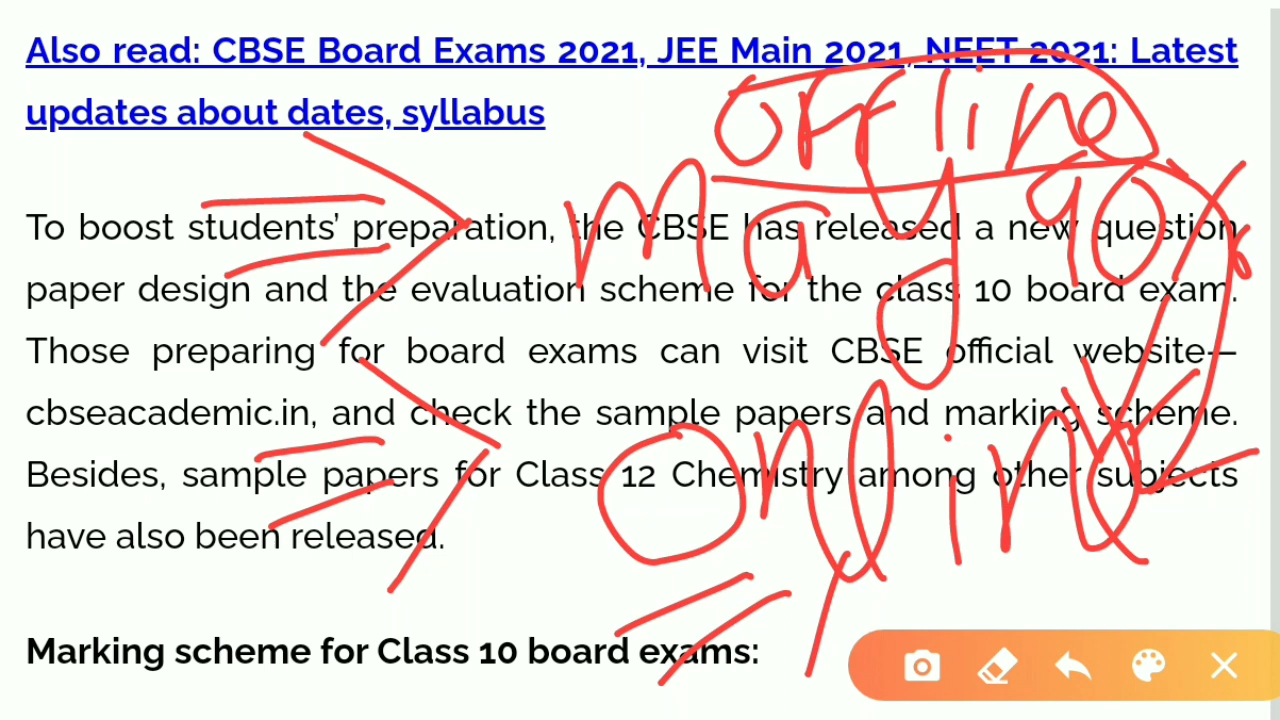 Also read: CBSE Board Exams 2021, JEE Main 2021, NEET 2021: Latest
updates about dates, syllabus
offline
may 90%
To boost students’ preparation, the CBSE has released a new question
paper design and the evaluation scheme for the class 10 board exam.
Those preparing for board exams can visit CBSE official website—
cbseacademic.in, and check the sample papers and marking scheme.
online
Besides, sample papers for Class 12 Chemistry among other subjects
have also been released.
Marking scheme for Class 10 board exams: